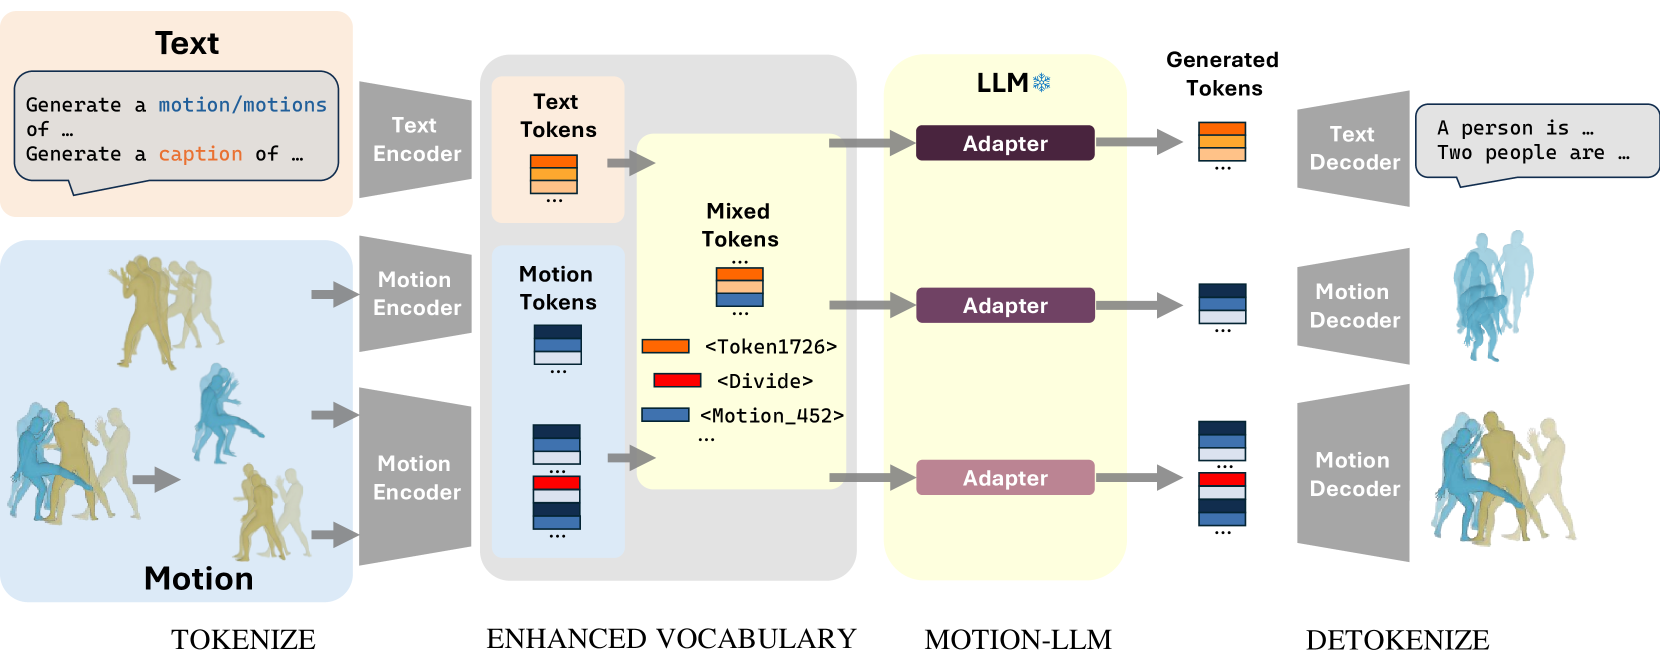 Text
Generate a motion/motions
of …
Generate a caption of …
Text
Encoder
Motion
Encoder
Motion
Encoder
Motion
Text
Tokens
...
Motion
Tokens
...
...
...
Mixed
Tokens
...
...
<Token1726>
<Divide>
<Motion_452>
...
LLM
Adapter
Adapter
Adapter
Generated
Tokens
...
...
...
...
Text
Decoder
Motion
Decoder
Motion
Decoder
A person is …
Two people are …
TOKENIZE
ENHANCED VOCABULARY
MOTION-LLM
DETOKENIZE